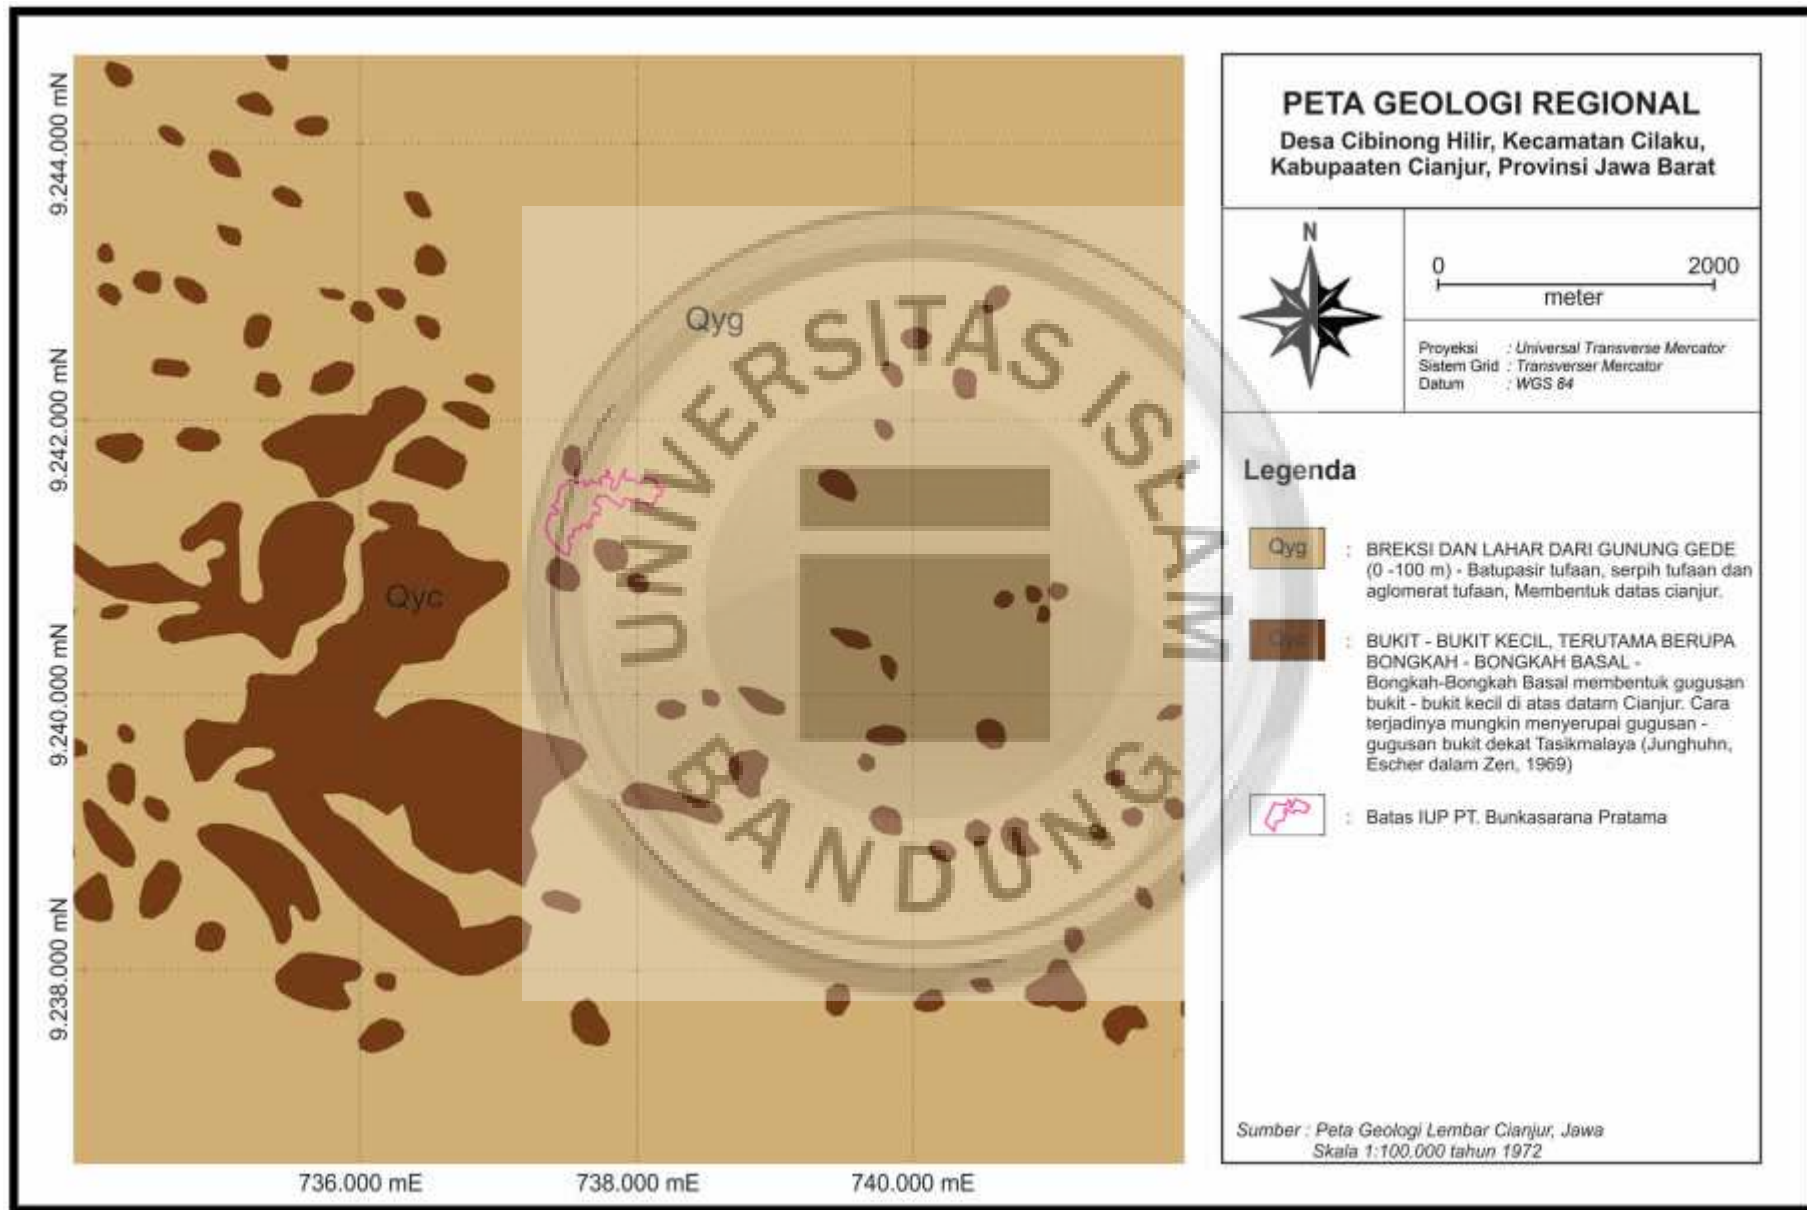 PETA GEOLOGI REGIONAL
Desa Cibinong Hilir, Kecamatan Cilaku,
Kabupaaten Cianjur, Provinsi Jawa Barat
N
0 2000
meter
Proyeksi : Universal Transverse Mercator
Sistem Grid : Transverser Mercator
Datum : WGS 84
Legenda
Qyg : BREKSI DAN LAHAR DARI GUNUNG GEDE
(0 -100 m) - Batupasir tufaan, serpih tufaan dan
aglomerat tufaan, Membentuk datas cianjur.
Qyc : BUKIT - BUKIT KECIL, TERUTAMA BERUPA
BONGKAH - BONGKAH BASAL -
Bongkah-Bongkah Basal membentuk gugusan
bukit - bukit kecil di atas datarn Cianjur. Cara
terjadinya mungkin menyerupai gugusan -
gugusan bukit dekat Tasikmalaya (Junghuhn,
Escher dalam Zen, 1969)
: Batas IUP PT. Bunkasarana Pratama
Sumber : Peta Geologi Lembar Cianjur, Jawa
Skala 1:100.000 tahun 1972
9.244.000 mN
9.242.000 mN
9.240.000 mN
9.238.000 mN
736.000 mE
738.000 mE
740.000 mE
Qyg
Qyc
UNIVERSITAS ISLAM
BANDUNG